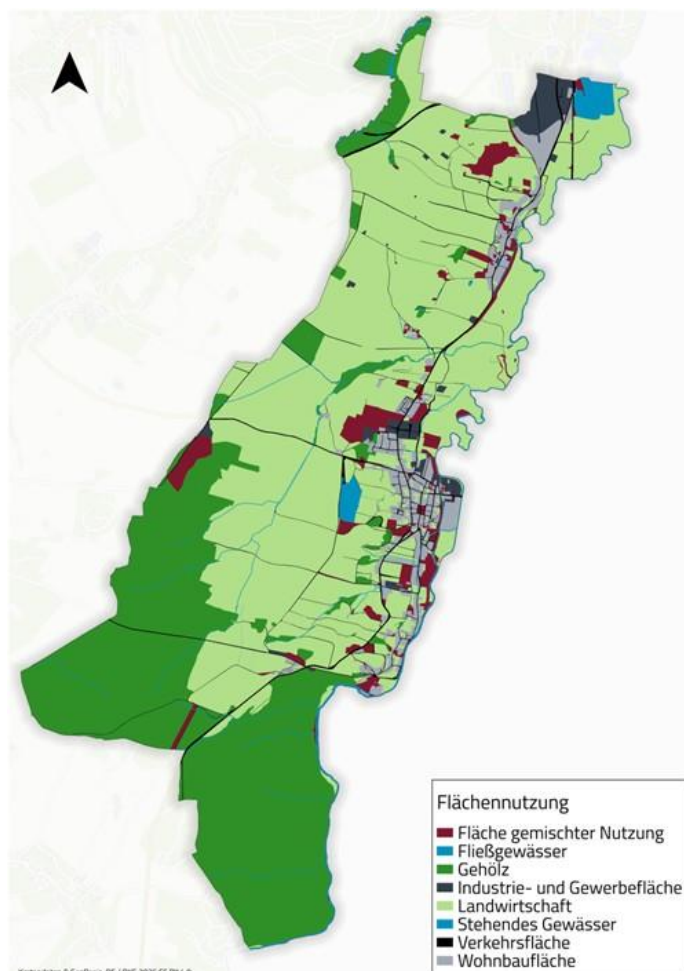 Flächennutzung
Fläche gemischter Nutzung
Fließgewässer
Gehölz
Industrie- und Gewerbefläche
Landwirtschaft
Stehendes Gewässer
Verkehrsfläche
Wohnbaufläche